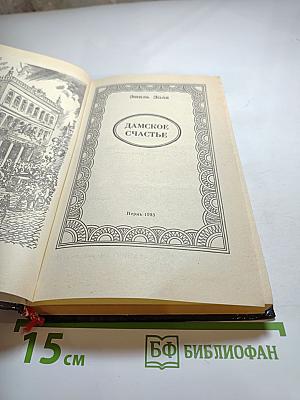 Эмиль Золя
ДАМСКОЕ
СЧАСТЬЕ
Пермь 1993
15 см
БФ БИБЛИОФАН